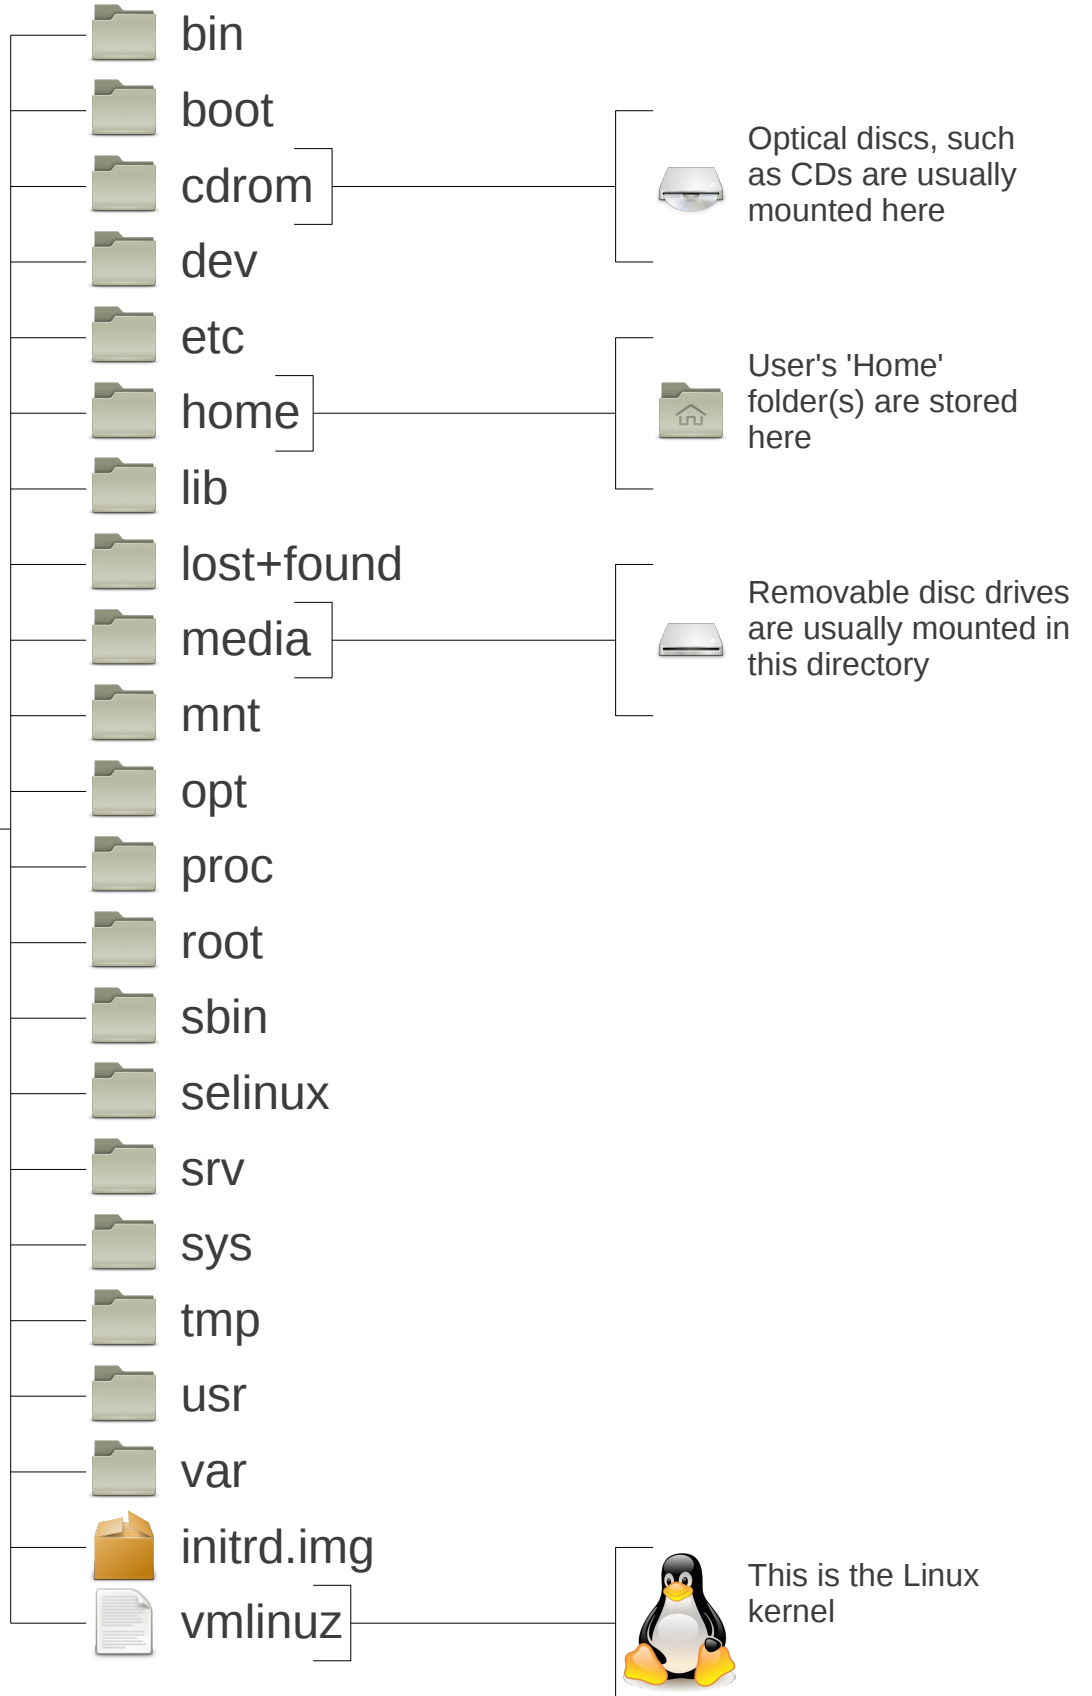 bin
boot
cdrom
Optical discs, such
as CDs are usually
mounted here
dev
etc
home
User's 'Home'
folder(s) are stored
here
lib
lost+found
media
Removable disc drives
are usually mounted in
this directory
mnt
opt
proc
root
sbin
selinux
srv
sys
tmp
usr
var
initrd.img
vmlinuz
This is the Linux
kernel